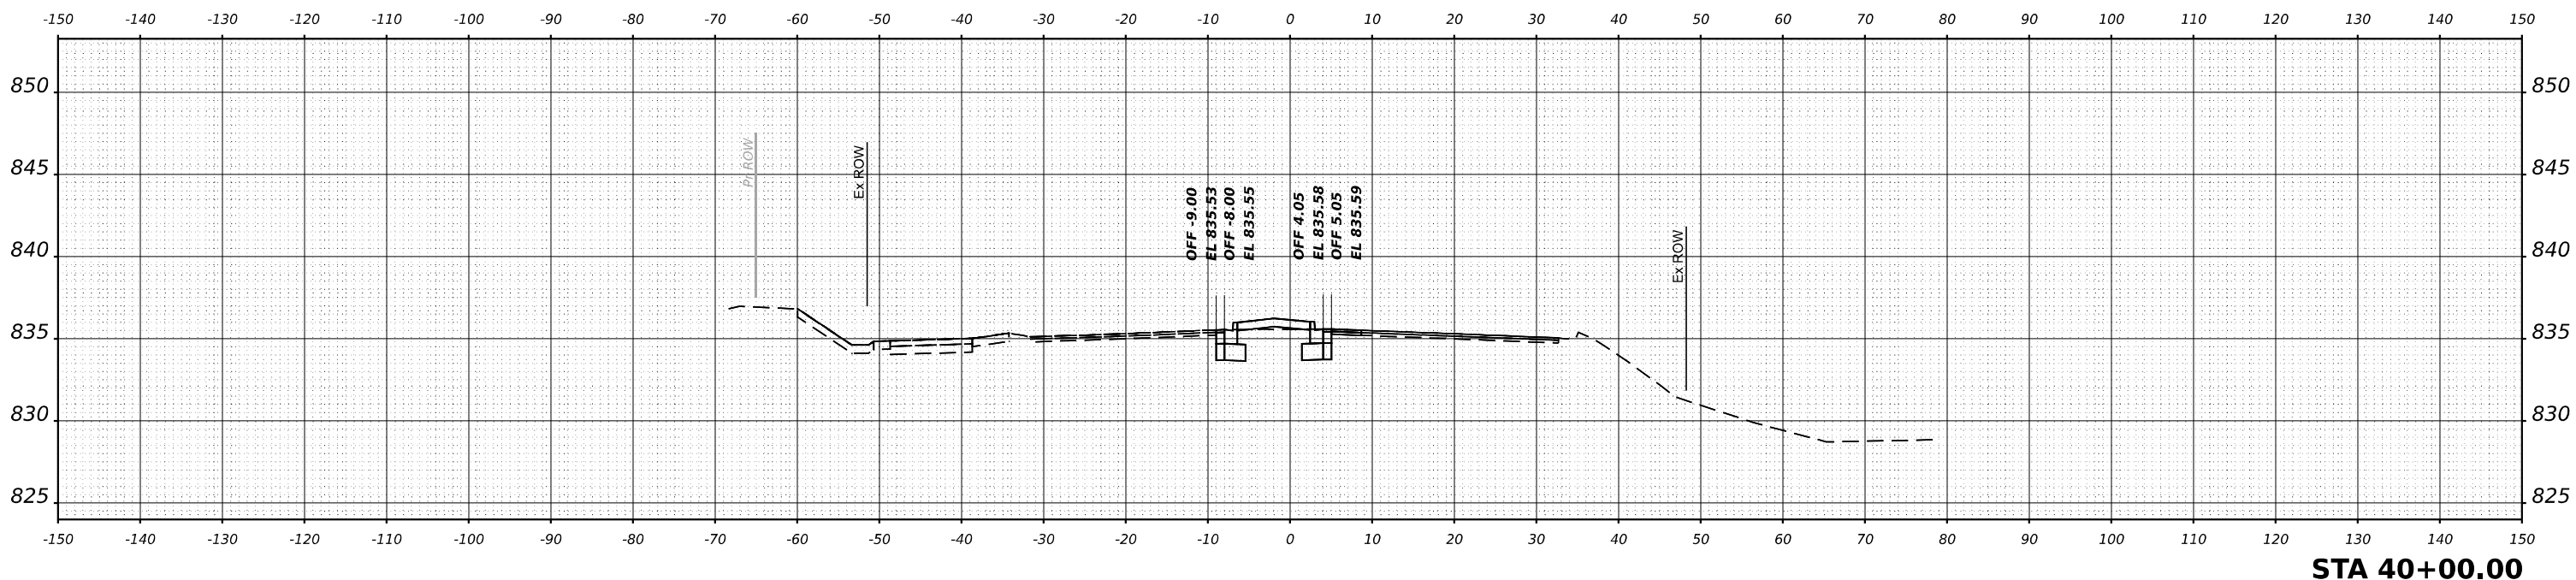 -150 -140 -130 -120 -110 -100 -90 -80 -70 -60 -50 -40 -30 -20 -10 0 10 20 30 40 50 60 70 80 90 100 110 120 130 140 150
850 850
845 845
840 840
835 835
830 830
825 825
Pr ROW
Ex ROW
OFF -9.00
EL 835.53
OFF -8.00
EL 835.55
OFF 4.05
EL 835.58
OFF 5.05
EL 835.59
Ex ROW
-150 -140 -130 -120 -110 -100 -90 -80 -70 -60 -50 -40 -30 -20 -10 0 10 20 30 40 50 60 70 80 90 100 110 120 130 140 150
STA 40+00.00